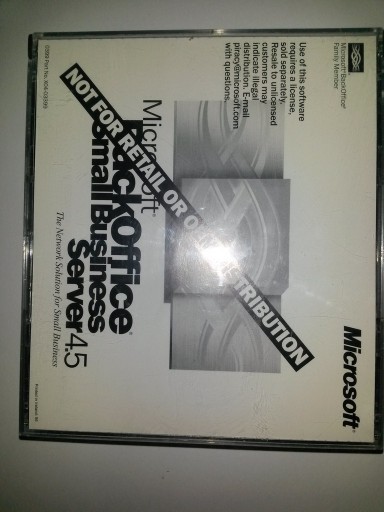 Microsoft BackOffice®
Family Member
Use of this software
requires a license,
sold separately.
Resale to unlicensed
customers may
indicate illegal
distribution. E-mail
piracy@microsoft.com
with questions.
Microsoft®
BackOffice®
Small Business
Server 4.5
The Network Solution for Small Business
NOT FOR RETAIL OR OEM DISTRIBUTION
Microsoft®